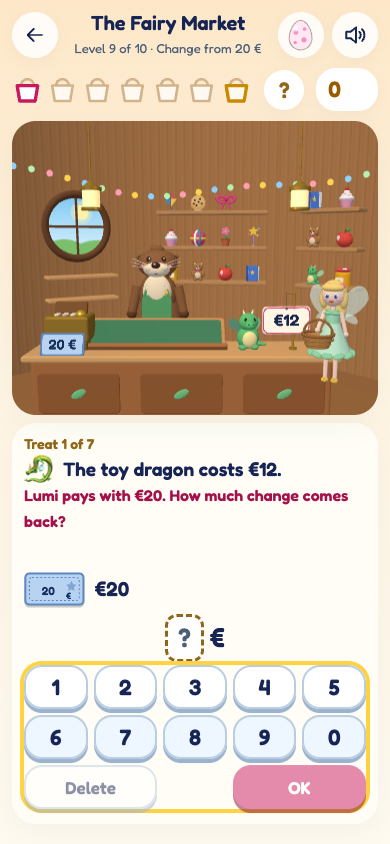 The Fairy Market
Level 9 of 10 · Change from 20 €
?
0
€12
20 €
Treat 1 of 7
The toy dragon costs €12.
Lumi pays with €20. How much change comes
back?
20 €
€20
? €
1 2 3 4 5
6 7 8 9 0
Delete OK